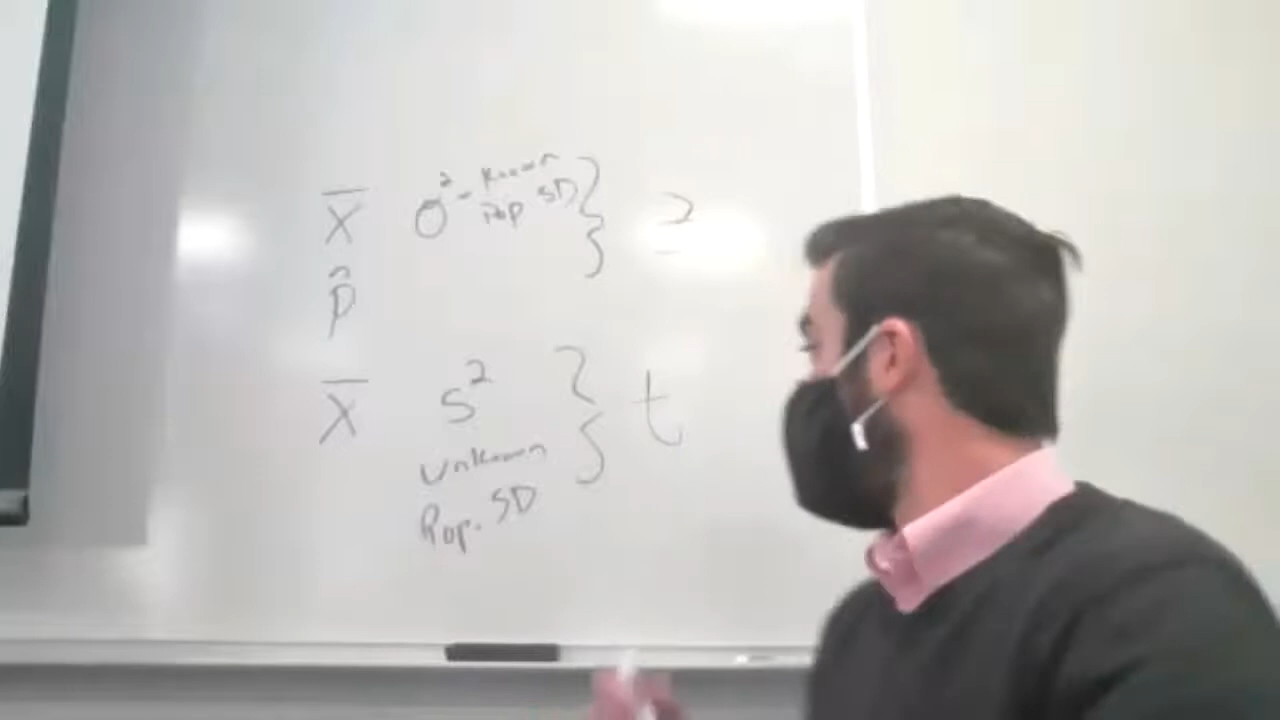 x̄ σ² - known } z
pop SD
p̂
x̄ s² } t
unknown
Pop. SD